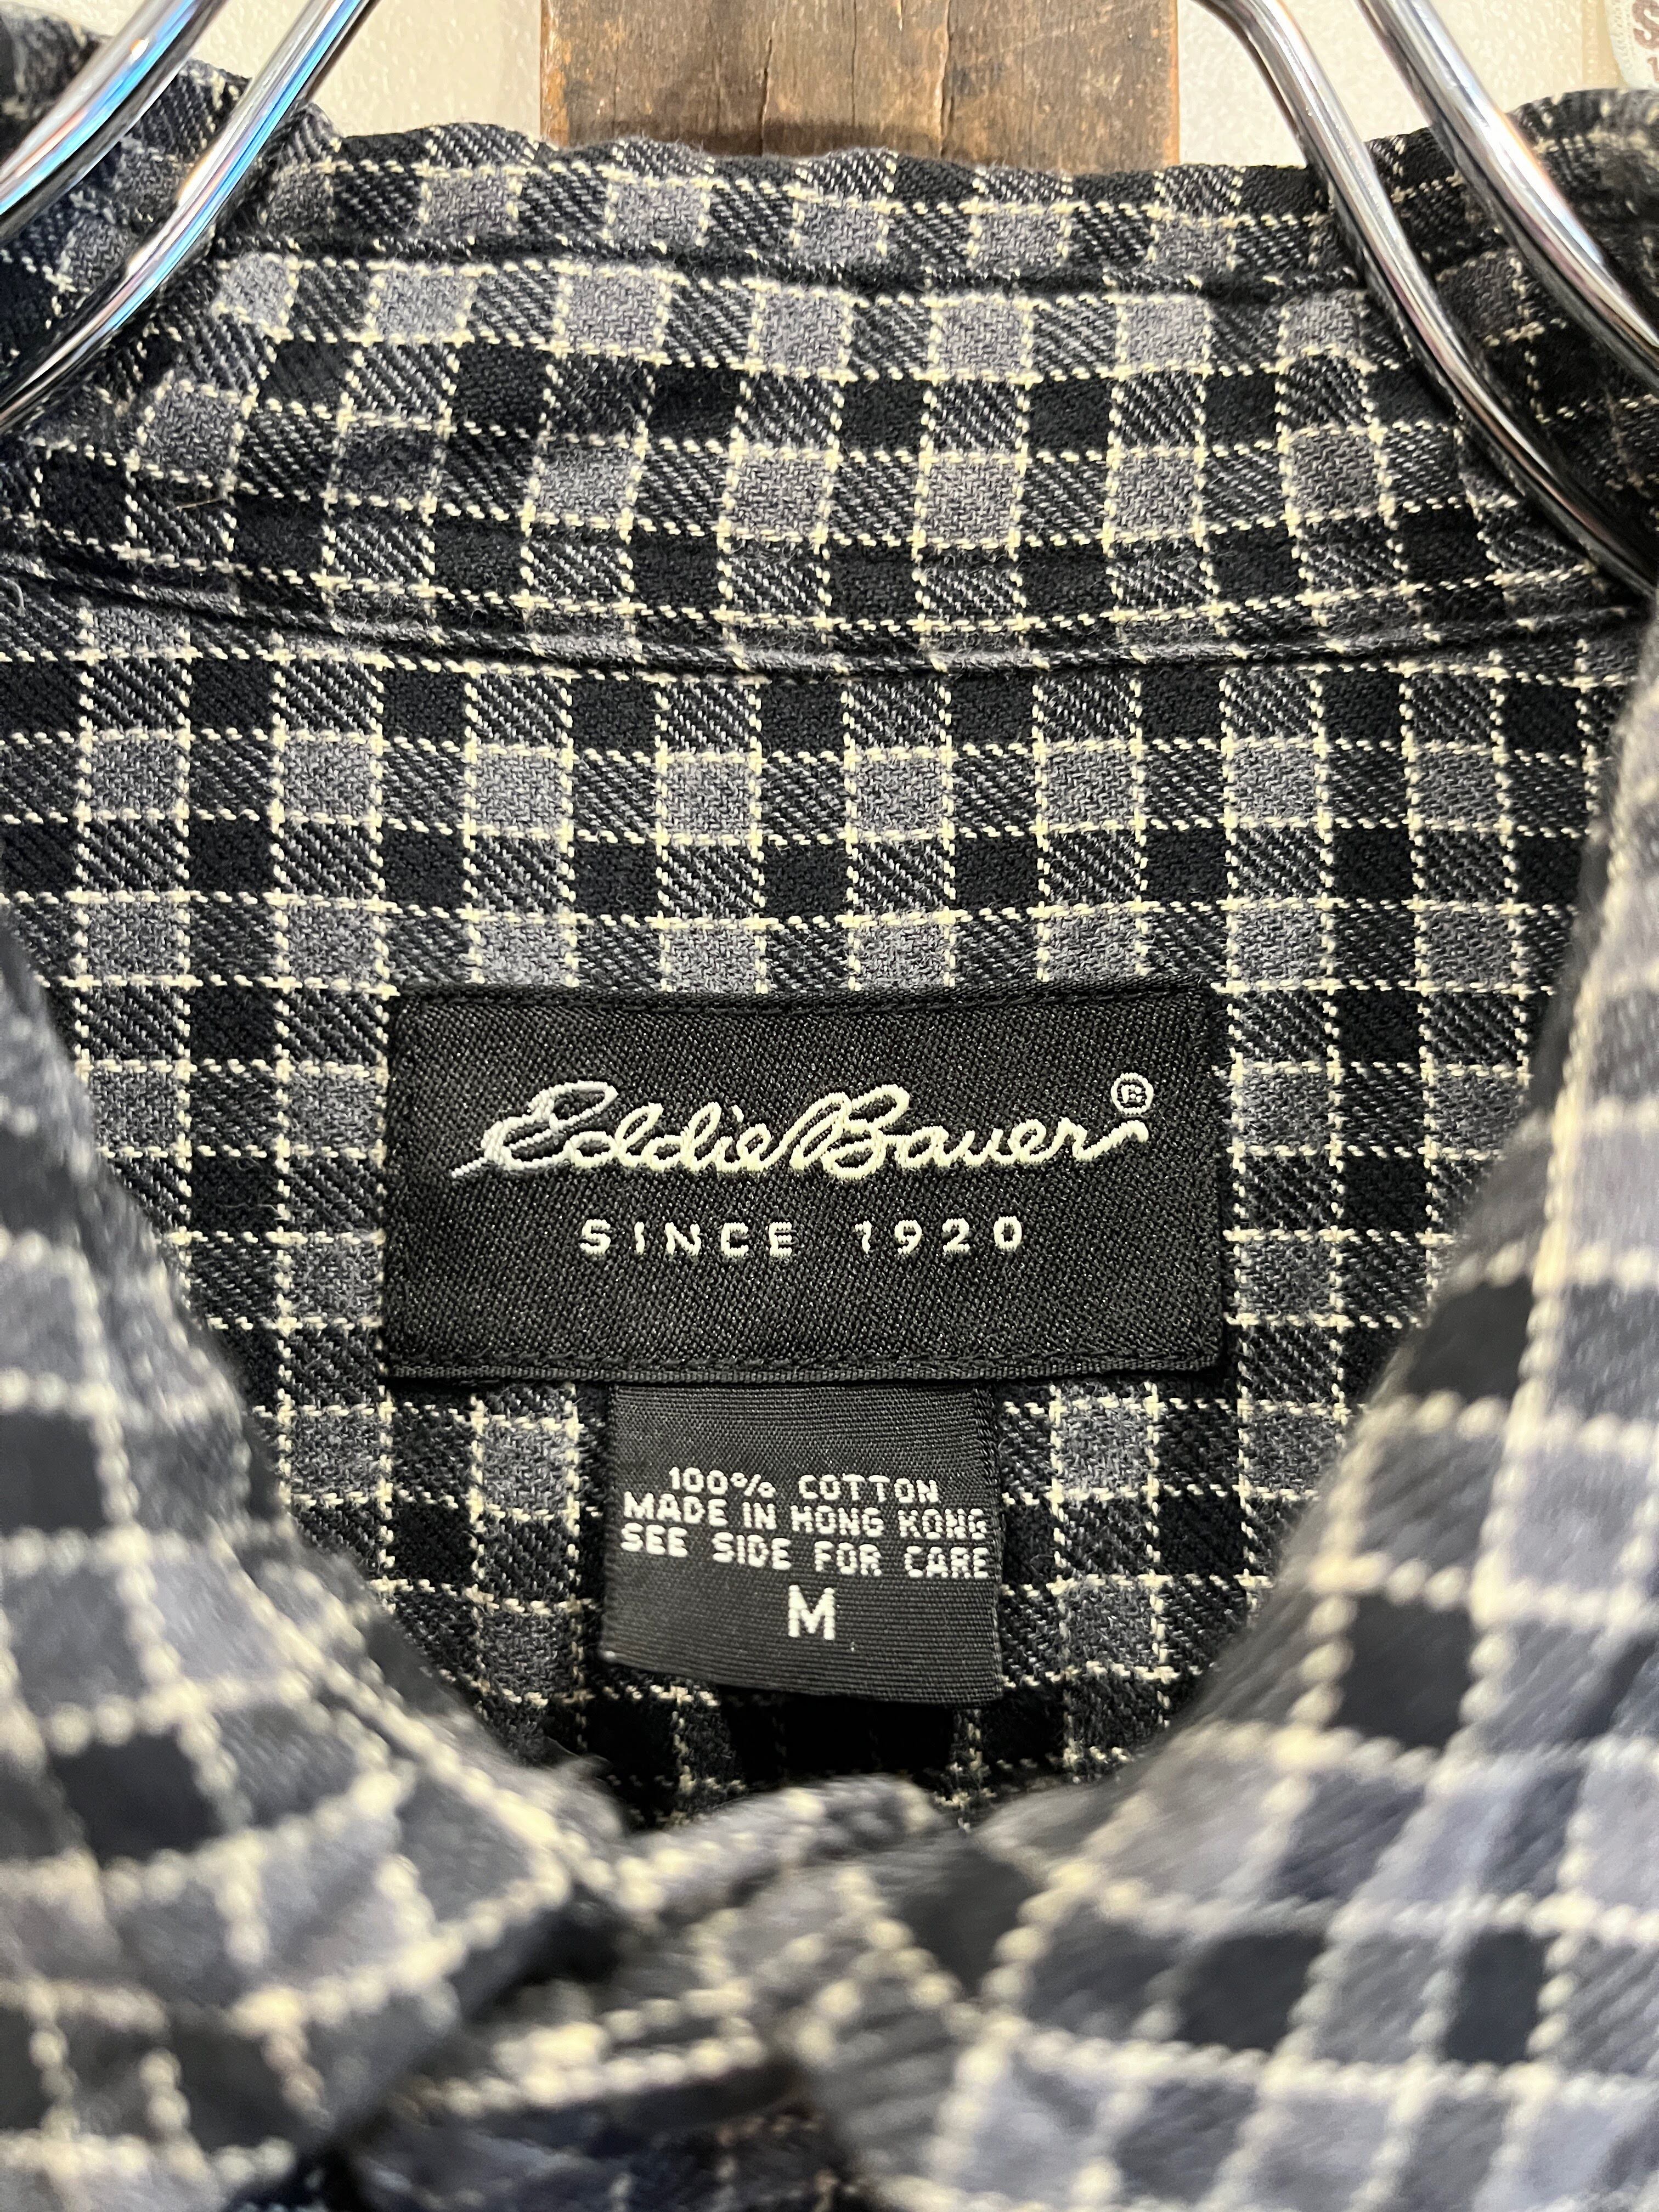 Eddie Bauer®
SINCE 1920
100% COTTON
MADE IN HONG KONG
SEE SIDE FOR CARE
M